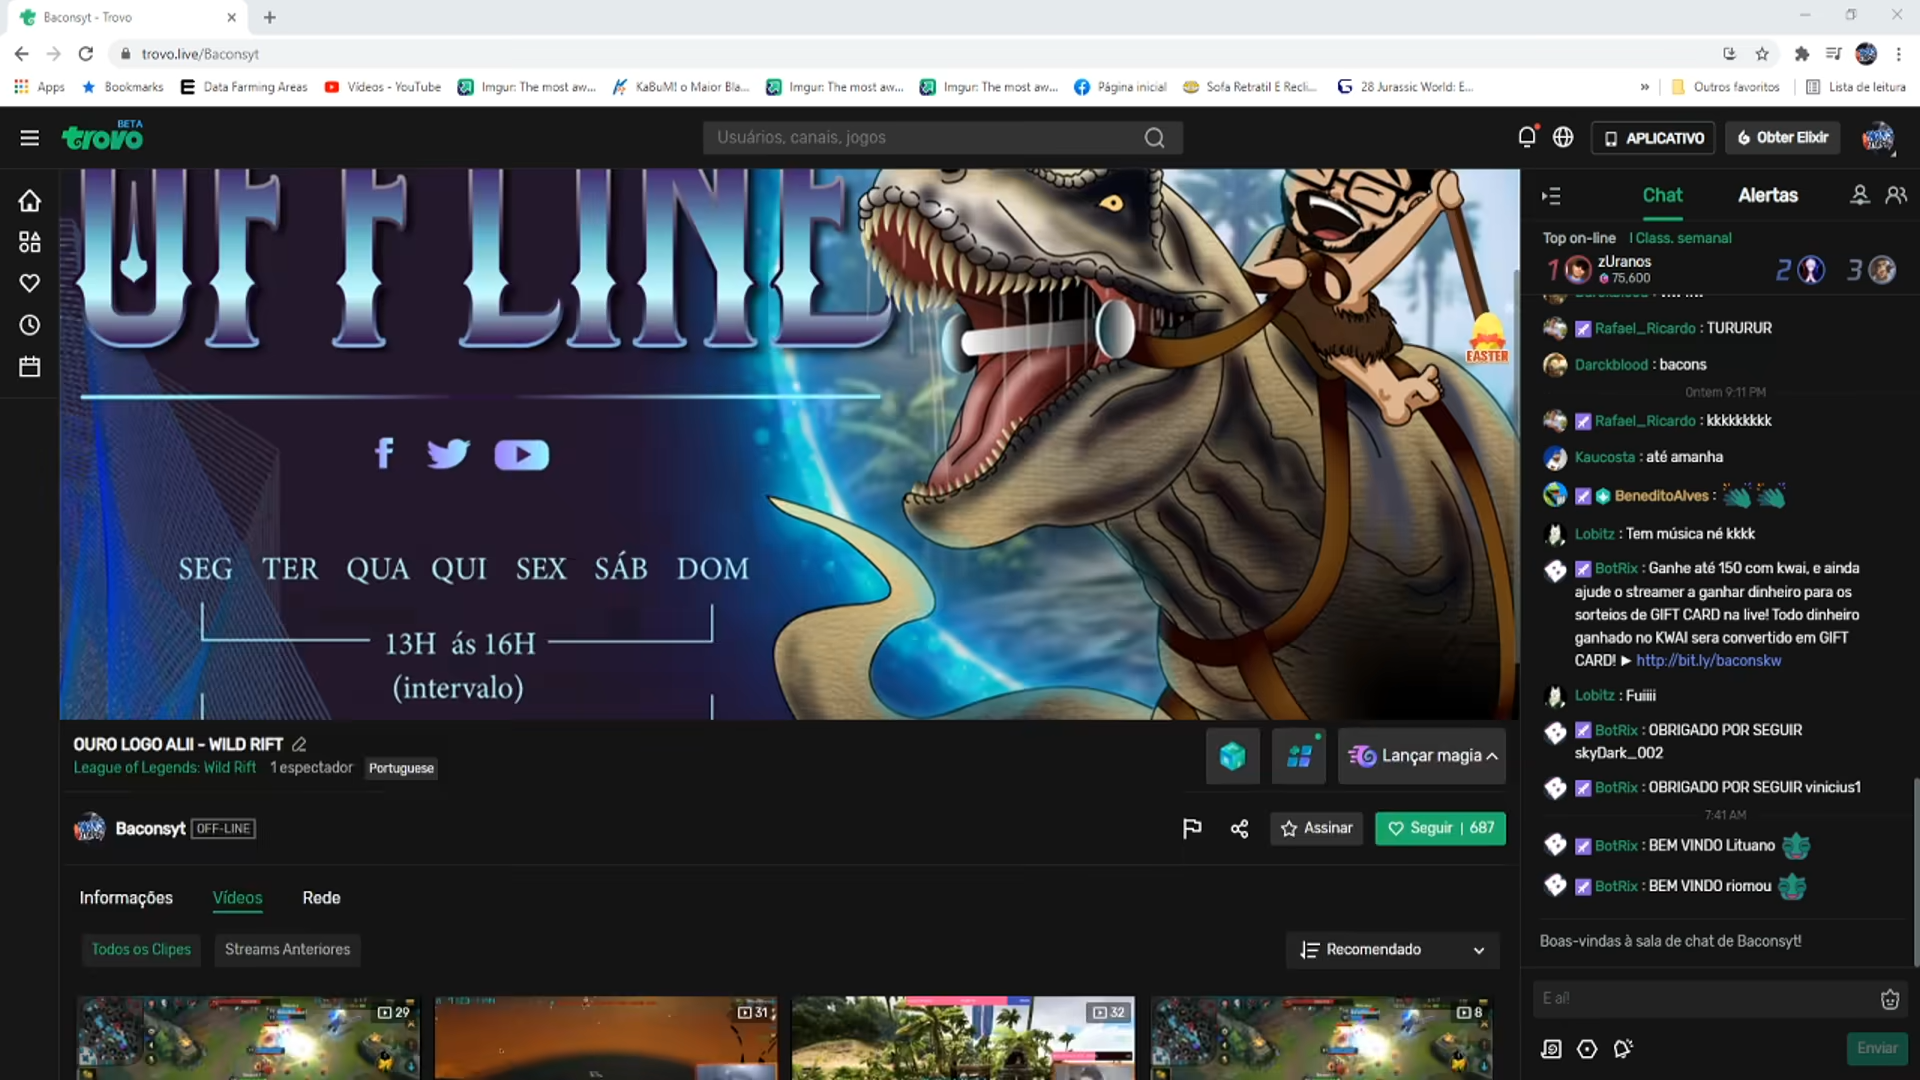 Baconsyt - Trovo
trovo.live/Baconsyt
Apps
Bookmarks
Data Farming Areas
Vídeos - YouTube
Imgur: The most aw...
KaBuM! o Maior Bla...
Imgur: The most aw...
Imgur: The most aw...
Página inicial
Sofa Retratil E Recli...
28 Jurassic World: E...
»
Outros favoritos
Lista de leitura
trovo
BETA
Usuários, canais, jogos
APLICATIVO
Obter Elixir
OFFLINE
EASTER
SEG TER QUA QUI SEX SÁB DOM
13H ás 16H
(intervalo)
OURO LOGO ALII - WILD RIFT
League of Legends: Wild Rift 1 espectador Portuguese
Lançar magia
Baconsyt OFF-LINE
Assinar
Seguir | 687
Informações Vídeos Rede
Todos os Clipes Streams Anteriores
Recomendado
29
31
32
8
Chat
Alertas
Top on-line | Class. semanal
1 zUranos
75,600
2
3
Rafael_Ricardo : TURURUR
Darckblood : bacons
Ontem 9:11 PM
Rafael_Ricardo : kkkkkkkkk
Kaucosta : até amanha
BeneditoAlves :
Lobitz : Tem música né kkkk
BotRix : Ganhe até 150 com kwai, e ainda
ajude o streamer a ganhar dinheiro para os
sorteios de GIFT CARD na live! Todo dinheiro
ganhado no KWAI sera convertido em GIFT
CARD! ► http://bit.ly/baconskw
Lobitz : Fuiiii
BotRix : OBRIGADO POR SEGUIR
skyDark_002
BotRix : OBRIGADO POR SEGUIR vinicius1
7:41 AM
BotRix : BEM VINDO Lituano
BotRix : BEM VINDO riomou
Boas-vindas à sala de chat de Baconsyt!
E aí!
Enviar